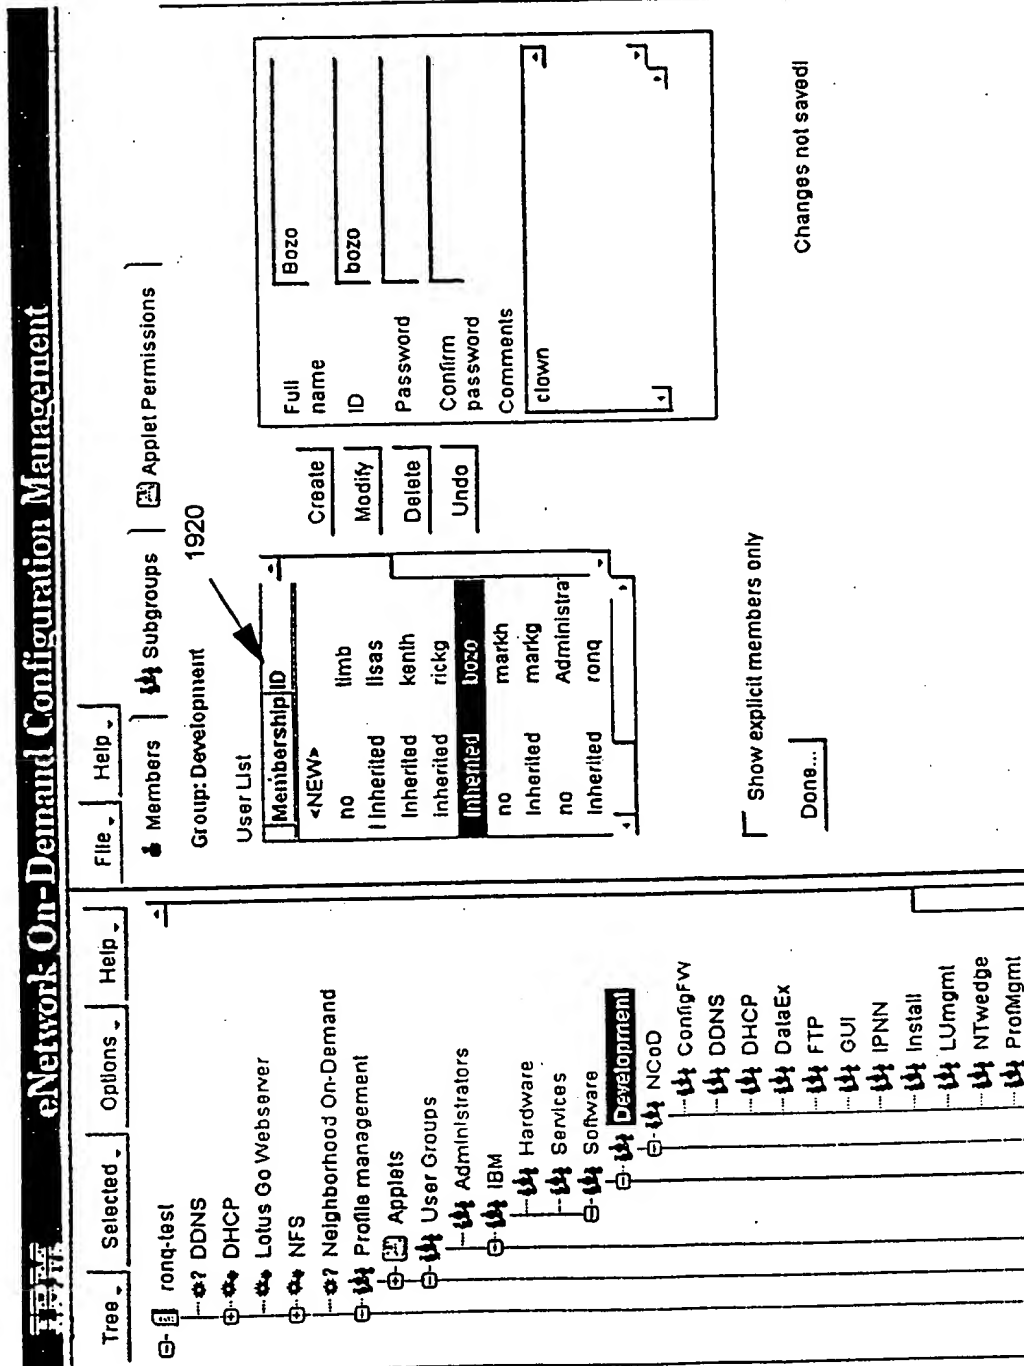 IBM eNetwork On-Demand Configuration Management
Tree Selected Options Help
ronq-test
DDNS
DHCP
Lotus Go Webserver
NFS
Neighborhood On-Demand
Profile management
Applets
User Groups
Administrators
IBM
Hardware
Services
Software
Development
NCoD
ConfigFW
DDNS
DHCP
DataEx
FTP
GUI
IPNN
Install
LUmgmt
NTwedge
ProfMgmt
File Help
Members Subgroups Applet Permissions
Group: Development
1920
User List
Membership ID
<NEW>
no timb
Inherited lisas
Inherited kenth
Inherited rickg
Inherited bozo
no markh
Inherited markg
no Administra
Inherited ronq
Create
Modify
Delete
Undo
Full name Bozo
ID bozo
Password
Confirm password
Comments
clown
Show explicit members only
Done...
Changes not saved!